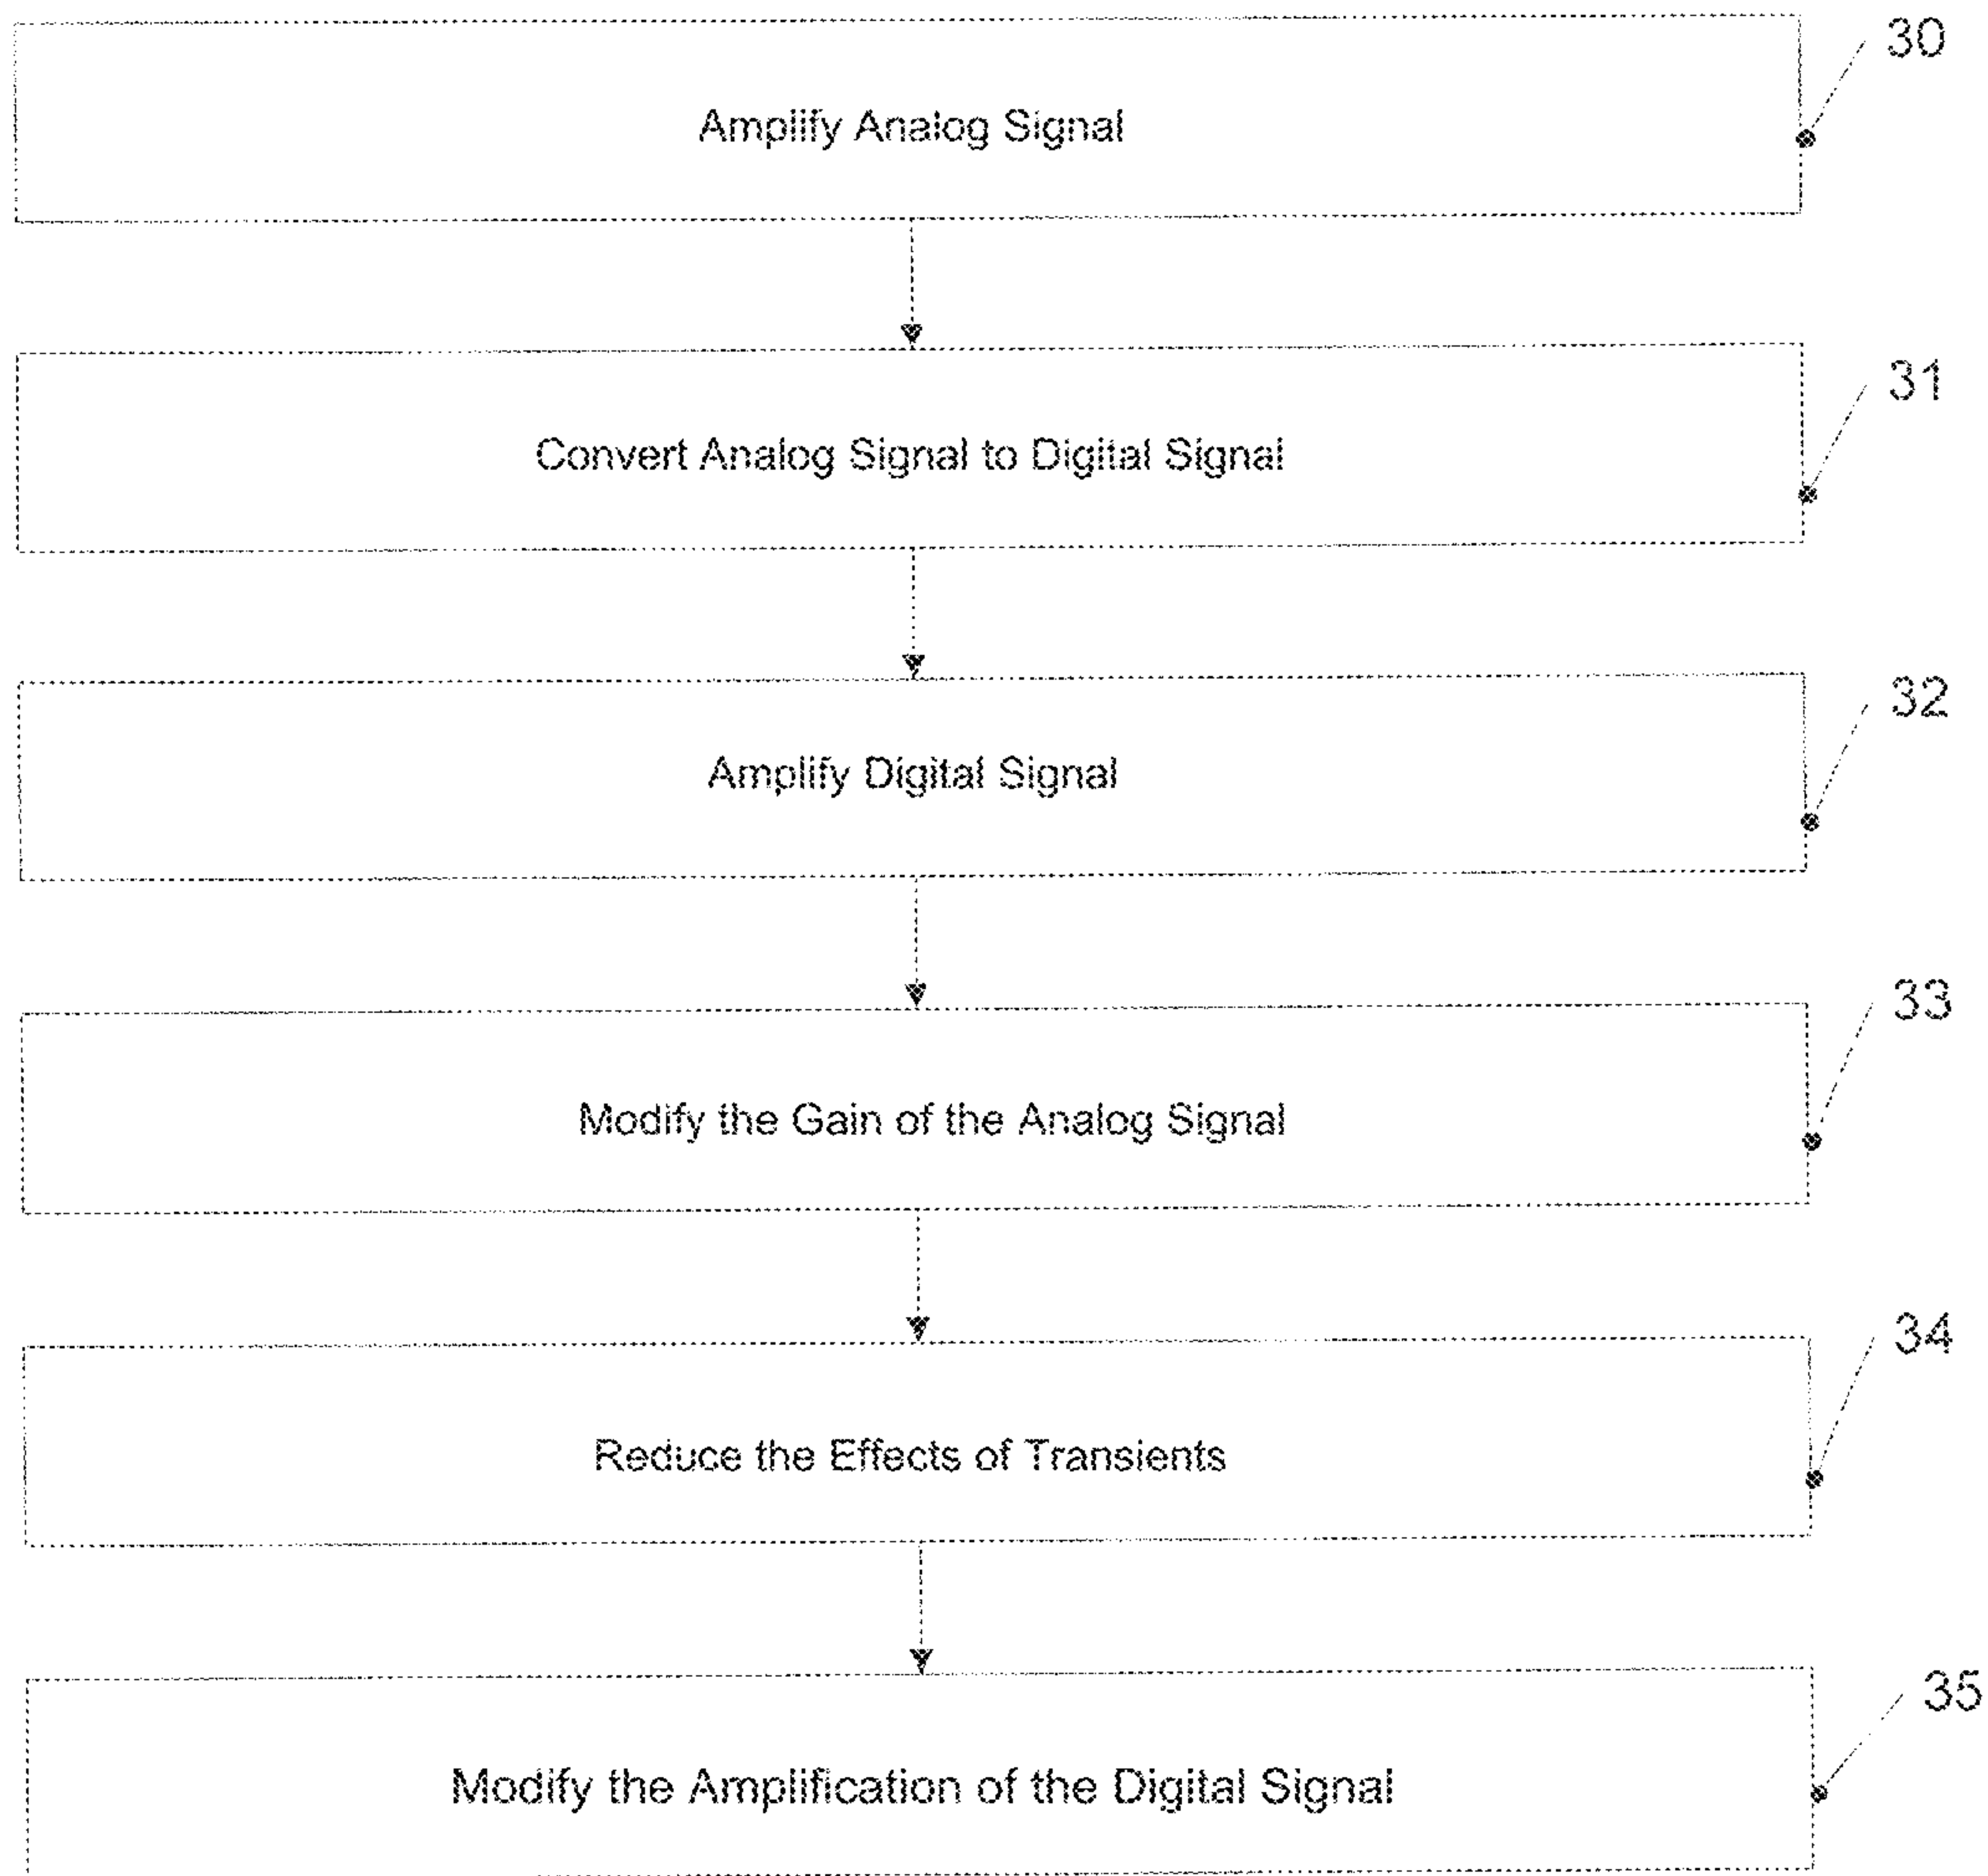 30
Amplify Analog Signal
31
Convert Analog Signal to Digital Signal
32
Amplify Digital Signal
33
Modify the Gain of the Analog Signal
34
Reduce the Effects of Transients
35
Modify the Amplification of the Digital Signal